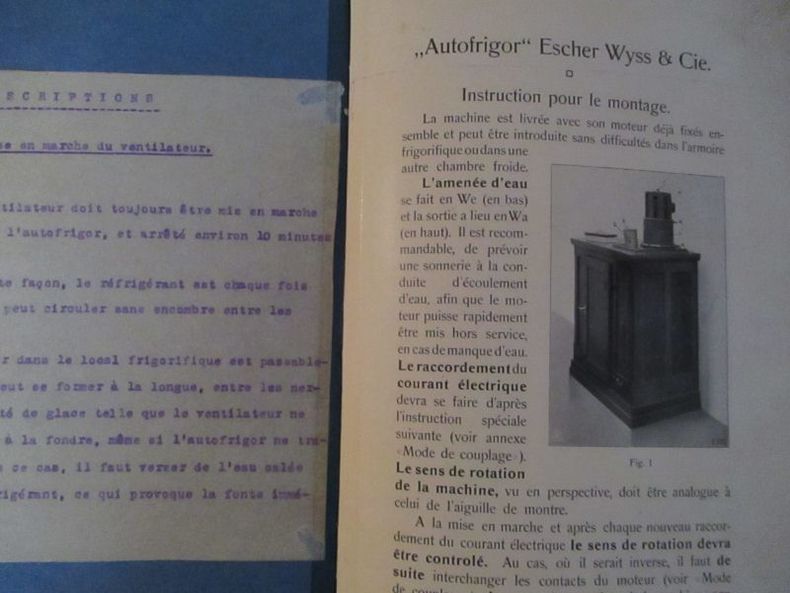 SCRIPTIONS
se en marche du ventilateur.
tilateur doit toujours être mis en marche
l'autofrigor, et arrêté environ 10 minutes
te façon, le réfrigérant est chaque fois
peut circuler sans encombre entre les
r dans le local frigorifique est passable-
eut se former à la longue, entre les ner-
té de glace telle que le ventilateur ne
à la fondre, même si l'autofrigor ne tra-
ce cas, il faut verser de l'eau salée
rigérant, ce qui provoque la fonte immé-
„Autofrigor“ Escher Wyss & Cie.
Instruction pour le montage.
La machine est livrée avec son moteur déjà fixés en-
semble et peut être introduite sans difficultés dans l'armoire
frigorifique ou dans une
autre chambre froide.
L'amenée d'eau
se fait en We (en bas)
et la sortie a lieu en Wa
(en haut). Il est recom-
mandable, de prévoir
une sonnerie à la con-
duite d'écoulement
d'eau, afin que le mo-
teur puisse rapidement
être mis hors service,
en cas de manque d'eau.
Le raccordement du
courant électrique
devra se faire d'après
l'instruction spéciale
suivante (voir annexe
«Mode de couplage»).
Le sens de rotation
de la machine, vu en perspective, doit être analogue à
celui de l'aiguille de montre.
A la mise en marche et après chaque nouveau raccor-
dement du courant électrique le sens de rotation devra
être controlé. Au cas, où il serait inverse, il faut de
suite interchanger les contacts du moteur (voir «Mode
Fig. 1